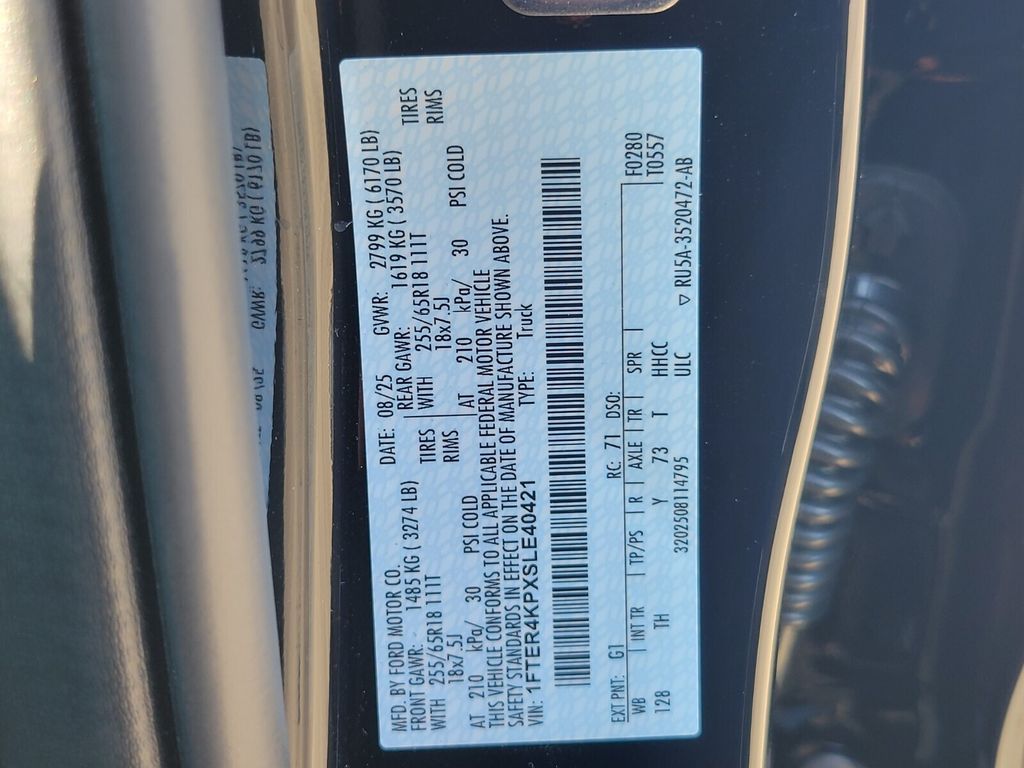 MFD. BY FORD MOTOR CO.
DATE: 08/25 GVWR: 2799 KG ( 6170 LB)
FRONT GAWR: 1485 KG ( 3274 LB) REAR GAWR: 1619 KG ( 3570 LB)
WITH 255/65R18 111T TIRES WITH 255/65R18 111T TIRES
18x7.5J RIMS 18x7.5J RIMS
AT 210 kPa/ 30 PSI COLD AT 210 kPa/ 30 PSI COLD
THIS VEHICLE CONFORMS TO ALL APPLICABLE FEDERAL MOTOR VEHICLE
SAFETY STANDARDS IN EFFECT ON THE DATE OF MANUFACTURE SHOWN ABOVE.
VIN: 1FTER4KPXSLE40421 TYPE: Truck
EXT PNT: G1 RC: 71 DSO: F0280
WB INT TR TP/PS R AXLE TR SPR T0557
128 TH Y 73 T HHCC
3202508114795 ULC ▽ RU5A-3520472-AB